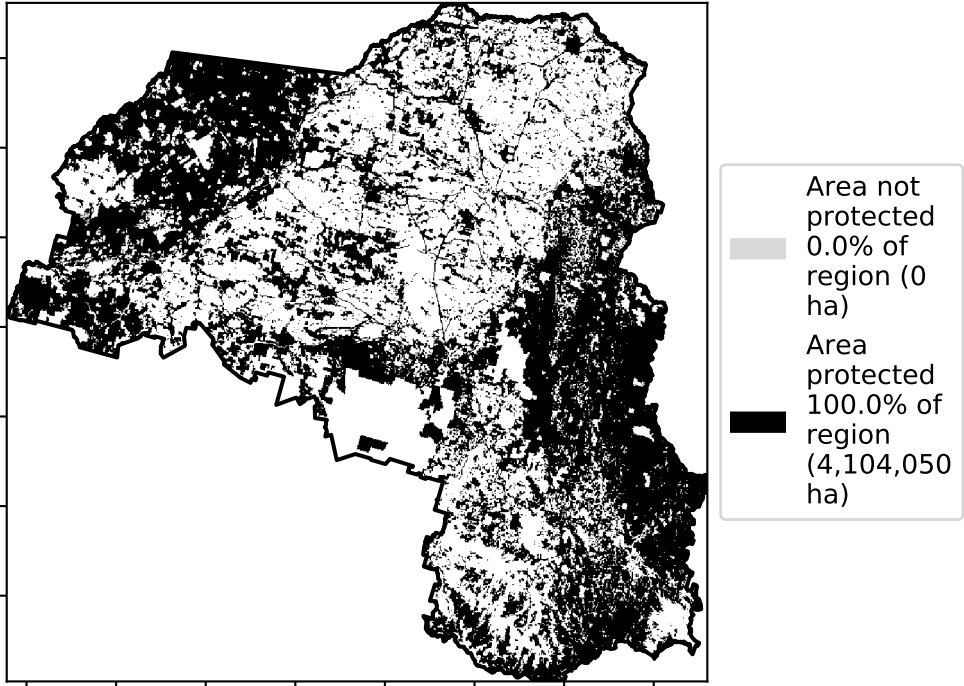 Area not
protected
0.0% of
region (0
ha)
Area
protected
100.0% of
region
(4,104,050
ha)